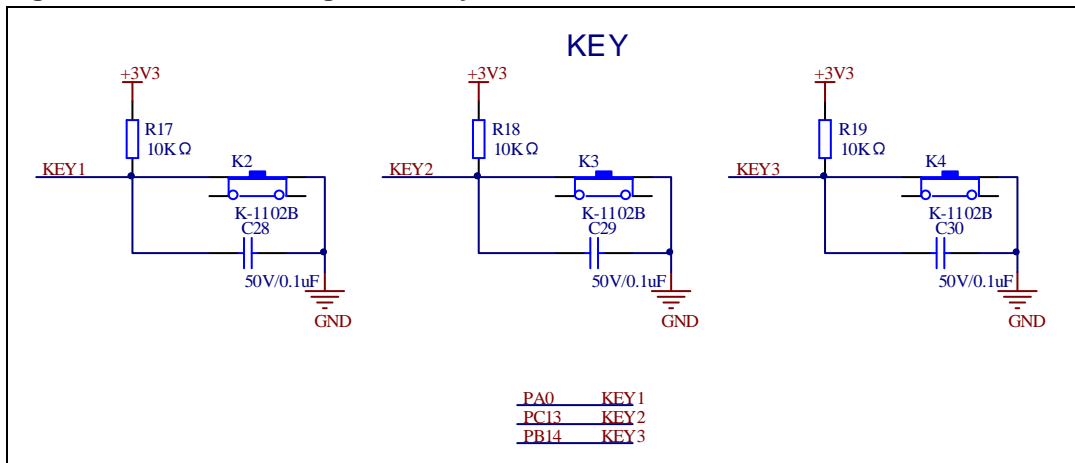 KEY
+3V3
R17
10KΩ
KEY1
K2
K-1102B
C28
50V/0.1uF
GND
+3V3
R18
10KΩ
KEY2
K3
K-1102B
C29
50V/0.1uF
GND
+3V3
R19
10KΩ
KEY3
K4
K-1102B
C30
50V/0.1uF
GND
PA0 KEY1
PC13 KEY2
PB14 KEY3